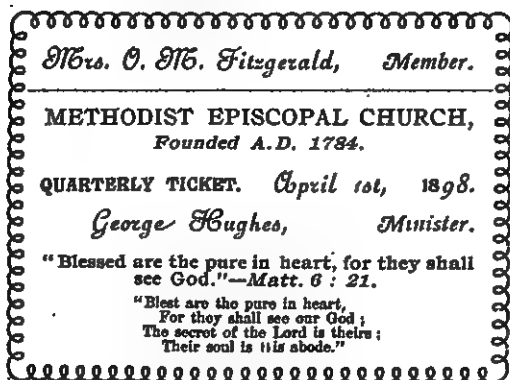 Mrs. O. M. Fitzgerald, Member.
METHODIST EPISCOPAL CHURCH,
Founded A.D. 1784.
QUARTERLY TICKET. April 1st, 1898.
George Hughes, Minister.
"Blessed are the pure in heart, for they shall
see God."—Matt. 6 : 21.
"Blest are the pure in heart,
For they shall see our God ;
The secret of the Lord is theirs ;
Their soul is His abode."